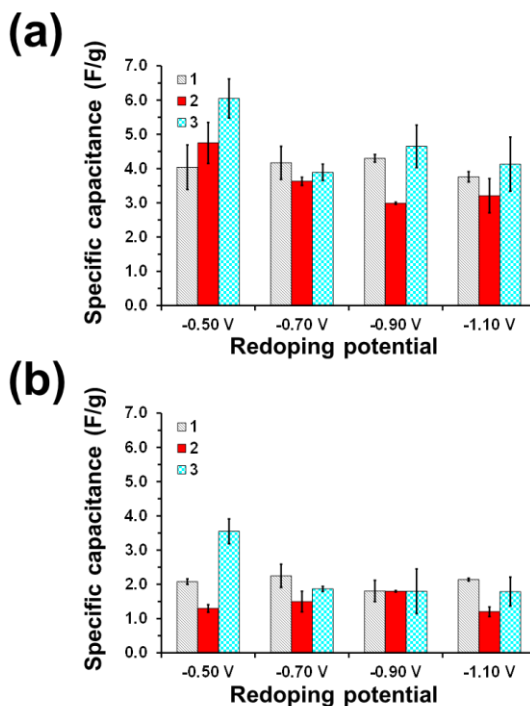 (a)
Specific capacitance (F/g)
7.0
6.0
5.0
4.0
3.0
2.0
1.0
0.0
1
2
3
-0.50 V -0.70 V -0.90 V -1.10 V
Redoping potential
(b)
Specific capacitance (F/g)
7.0
6.0
5.0
4.0
3.0
2.0
1.0
0.0
1
2
3
-0.50 V -0.70 V -0.90 V -1.10 V
Redoping potential